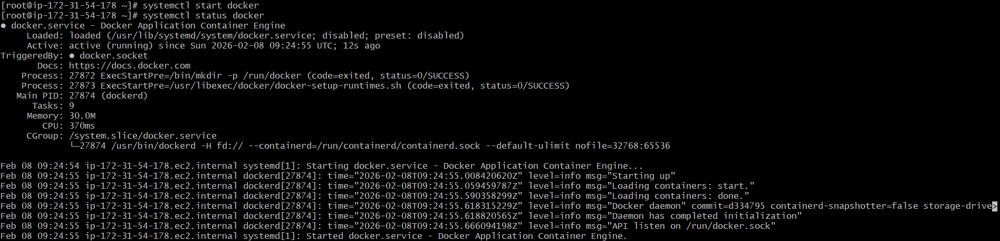 [root@ip-172-31-54-178 ~]# systemctl start docker
[root@ip-172-31-54-178 ~]# systemctl status docker
● docker.service - Docker Application Container Engine
     Loaded: loaded (/usr/lib/systemd/system/docker.service; disabled; preset: disabled)
     Active: active (running) since Sun 2026-02-08 09:24:55 UTC; 12s ago
TriggeredBy: ● docker.socket
       Docs: https://docs.docker.com
    Process: 27872 ExecStartPre=/bin/mkdir -p /run/docker (code=exited, status=0/SUCCESS)
    Process: 27873 ExecStartPre=/usr/libexec/docker/docker-setup-runtimes.sh (code=exited, status=0/SUCCESS)
   Main PID: 27874 (dockerd)
      Tasks: 9
     Memory: 30.0M
        CPU: 370ms
     CGroup: /system.slice/docker.service
             └─27874 /usr/bin/dockerd -H fd:// --containerd=/run/containerd/containerd.sock --default-ulimit nofile=32768:65536

Feb 08 09:24:54 ip-172-31-54-178.ec2.internal systemd[1]: Starting docker.service - Docker Application Container Engine...
Feb 08 09:24:55 ip-172-31-54-178.ec2.internal dockerd[27874]: time="2026-02-08T09:24:55.008420620Z" level=info msg="Starting up"
Feb 08 09:24:55 ip-172-31-54-178.ec2.internal dockerd[27874]: time="2026-02-08T09:24:55.059459787Z" level=info msg="Loading containers: start."
Feb 08 09:24:55 ip-172-31-54-178.ec2.internal dockerd[27874]: time="2026-02-08T09:24:55.590358299Z" level=info msg="Loading containers: done."
Feb 08 09:24:55 ip-172-31-54-178.ec2.internal dockerd[27874]: time="2026-02-08T09:24:55.618315229Z" level=info msg="Docker daemon" commit=d334795 containerd-snapshotter=false storage-drive>
Feb 08 09:24:55 ip-172-31-54-178.ec2.internal dockerd[27874]: time="2026-02-08T09:24:55.618820565Z" level=info msg="Daemon has completed initialization"
Feb 08 09:24:55 ip-172-31-54-178.ec2.internal dockerd[27874]: time="2026-02-08T09:24:55.666094198Z" level=info msg="API listen on /run/docker.sock"
Feb 08 09:24:55 ip-172-31-54-178.ec2.internal systemd[1]: Started docker.service - Docker Application Container Engine.